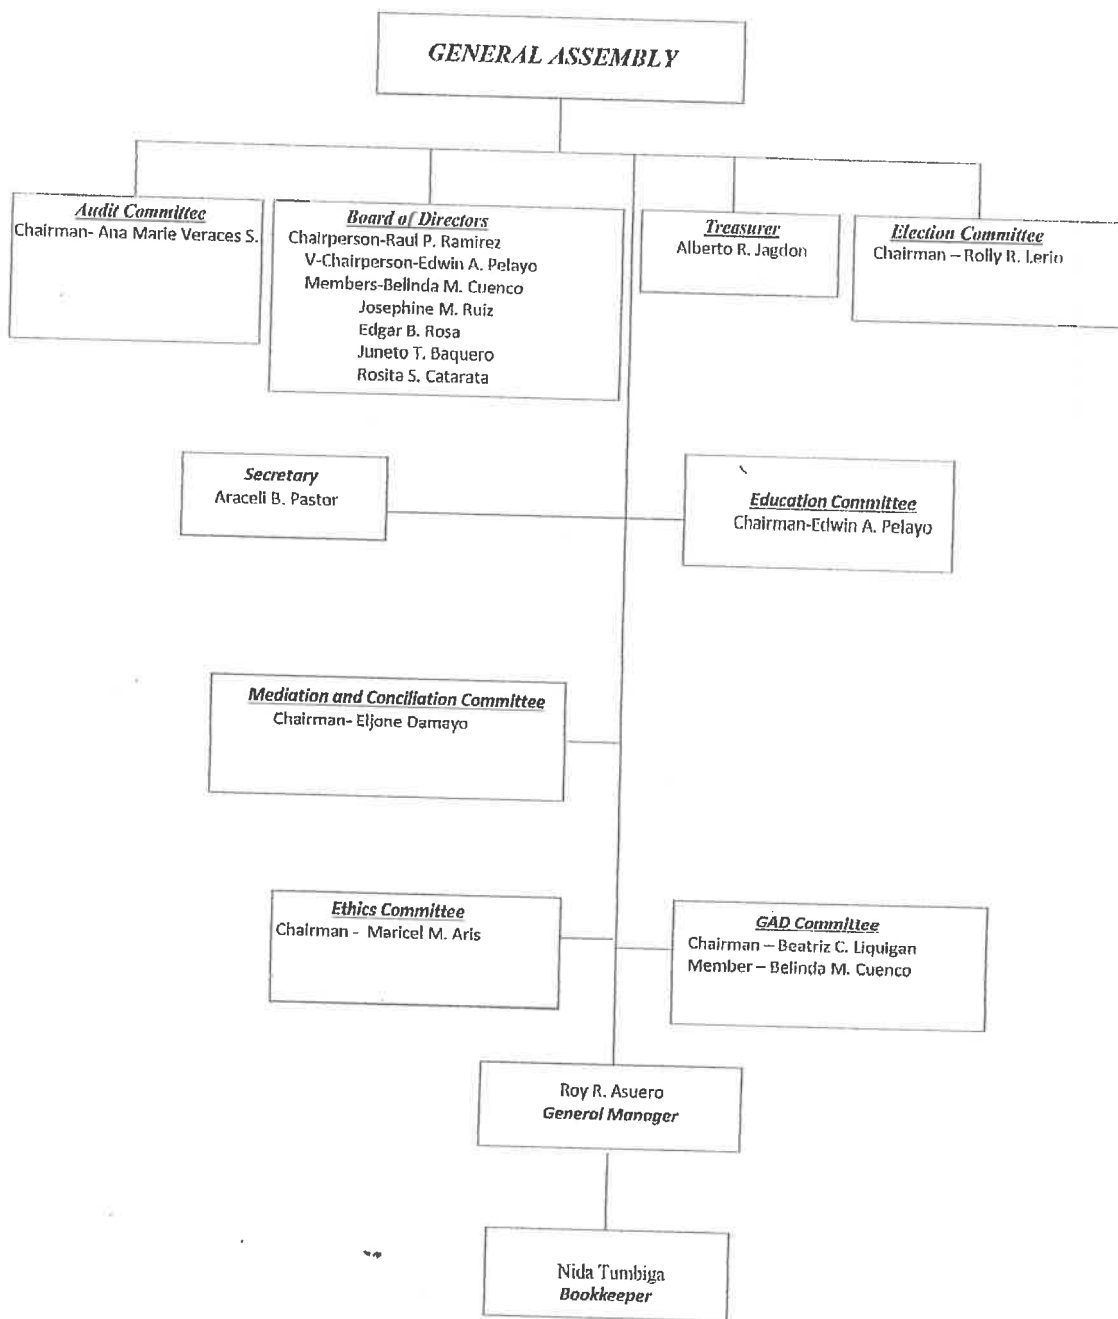 GENERAL ASSEMBLY
Audit Committee
Chairman- Ana Marie Veraces S.
Board of Directors
Chairperson-Raul P. Ramirez
V-Chairperson-Edwin A. Pelayo
Members-Belinda M. Cuenco
Josephine M. Ruiz
Edgar B. Rosa
Juneto T. Baquero
Rosita S. Catarata
Treasurer
Alberto R. Jagdon
Election Committee
Chairman – Rolly R. Lerio
Secretary
Araceli B. Pastor
Education Committee
Chairman-Edwin A. Pelayo
Mediation and Conciliation Committee
Chairman- Eljone Damayo
Ethics Committee
Chairman - Maricel M. Aris
GAD Committee
Chairman – Beatriz C. Liquigan
Member – Belinda M. Cuenco
Roy R. Asuero
General Manager
Nida Tumbiga
Bookkeeper